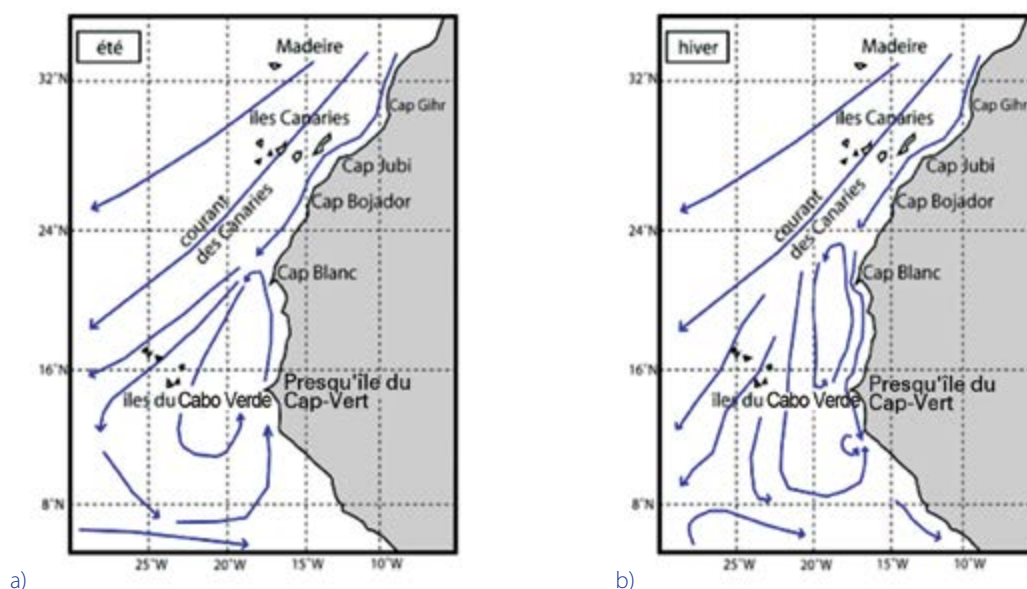 été
Madeire
32°N
Cap Gihr
îles Canaries
Cap Jubi
courant
des Canaries
Cap Bojador
24°N
Cap Blanc
16°N
Presqu'île du
Cap-Vert
îles du Cabo Verde
8°N
25°W
20°W
15°W
10°W
a)
hiver
Madeire
32°N
Cap Gihr
îles Canaries
Cap Jubi
courant
des Canaries
Cap Bojador
24°N
Cap Blanc
16°N
Presqu'île du
Cap-Vert
îles du Cabo Verde
8°N
25°W
20°W
15°W
10°W
b)